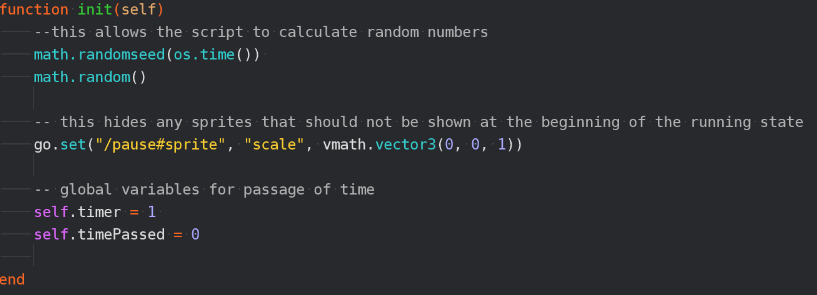 function init(self)
--this allows the script to calculate random numbers
math.randomseed(os.time())
math.random()
-- this hides any sprites that should not be shown at the beginning of the running state
go.set("/pause#sprite", "scale", vmath.vector3(0, 0, 1))
-- global variables for passage of time
self.timer = 1
self.timePassed = 0
end